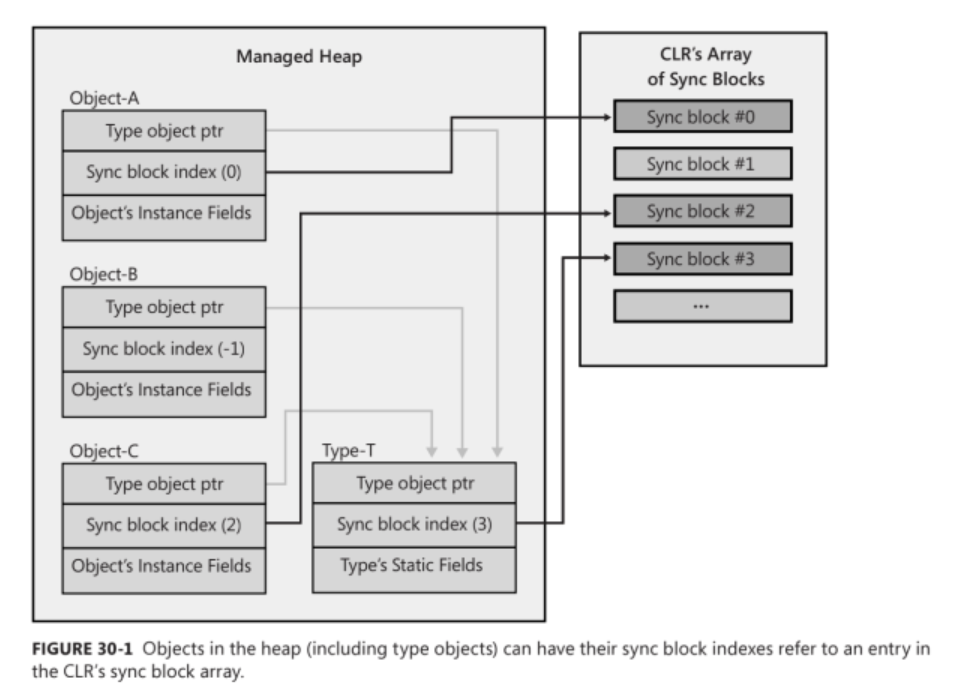 Managed Heap
Object-A
Type object ptr
Sync block index (0)
Object's Instance Fields
Object-B
Type object ptr
Sync block index (-1)
Object's Instance Fields
Object-C
Type object ptr
Sync block index (2)
Object's Instance Fields
Type-T
Type object ptr
Sync block index (3)
Type's Static Fields
CLR's Array
of Sync Blocks
Sync block #0
Sync block #1
Sync block #2
Sync block #3
...
FIGURE 30-1 Objects in the heap (including type objects) can have their sync block indexes refer to an entry in
the CLR's sync block array.